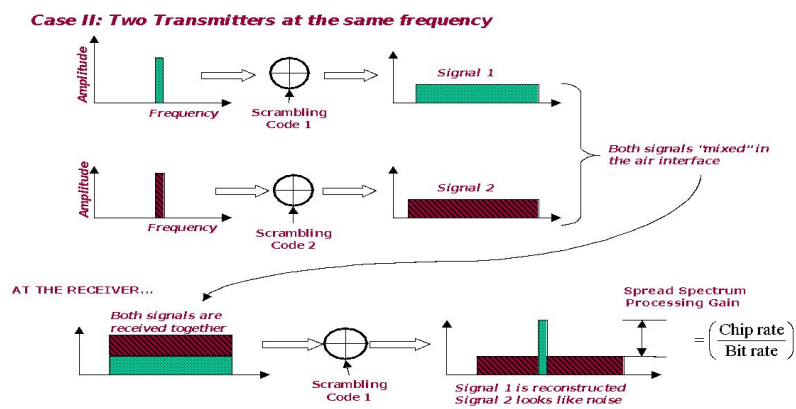 Case II: Two Transmitters at the same frequency
Amplitude
Frequency
Scrambling
Code 1
Signal 1
Both signals "mixed" in
the air interface
Amplitude
Frequency
Scrambling
Code 2
Signal 2
AT THE RECEIVER...
Both signals are
received together
Scrambling
Code 1
Signal 1 is reconstructed
Signal 2 looks like noise
Spread Spectrum
Processing Gain
= (Chip rate
Bit rate)